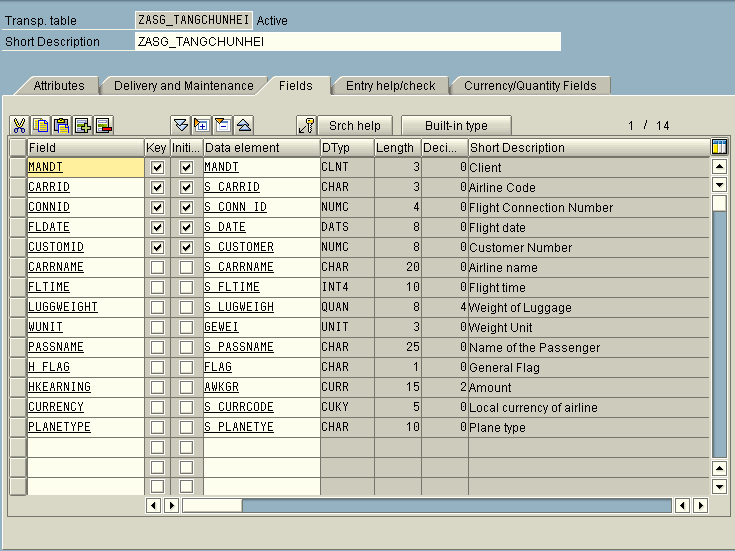 Transp. table ZASG_TANGCHUNHEI Active
Short Description ZASG_TANGCHUNHEI
Attributes Delivery and Maintenance Fields Entry help/check Currency/Quantity Fields
Srch help Built-in type 1 / 14
Field Key Initi... Data element DTyp Length Deci... Short Description
MANDT MANDT CLNT 3 0 Client
CARRID S_CARRID CHAR 3 0 Airline Code
CONNID S_CONN_ID NUMC 4 0 Flight Connection Number
FLDATE S_DATE DATS 8 0 Flight date
CUSTOMID S_CUSTOMER NUMC 8 0 Customer Number
CARRNAME S_CARRNAME CHAR 20 0 Airline name
FLTIME S_FLTIME INT4 10 0 Flight time
LUGGWEIGHT S_LUGWEIGH QUAN 8 4 Weight of Luggage
WUNIT GEWEI UNIT 3 0 Weight Unit
PASSNAME S_PASSNAME CHAR 25 0 Name of the Passenger
H_FLAG FLAG CHAR 1 0 General Flag
HKEARNING AWKGR CURR 15 2 Amount
CURRENCY S_CURRCODE CUKY 5 0 Local currency of airline
PLANETYPE S_PLANETYE CHAR 10 0 Plane type